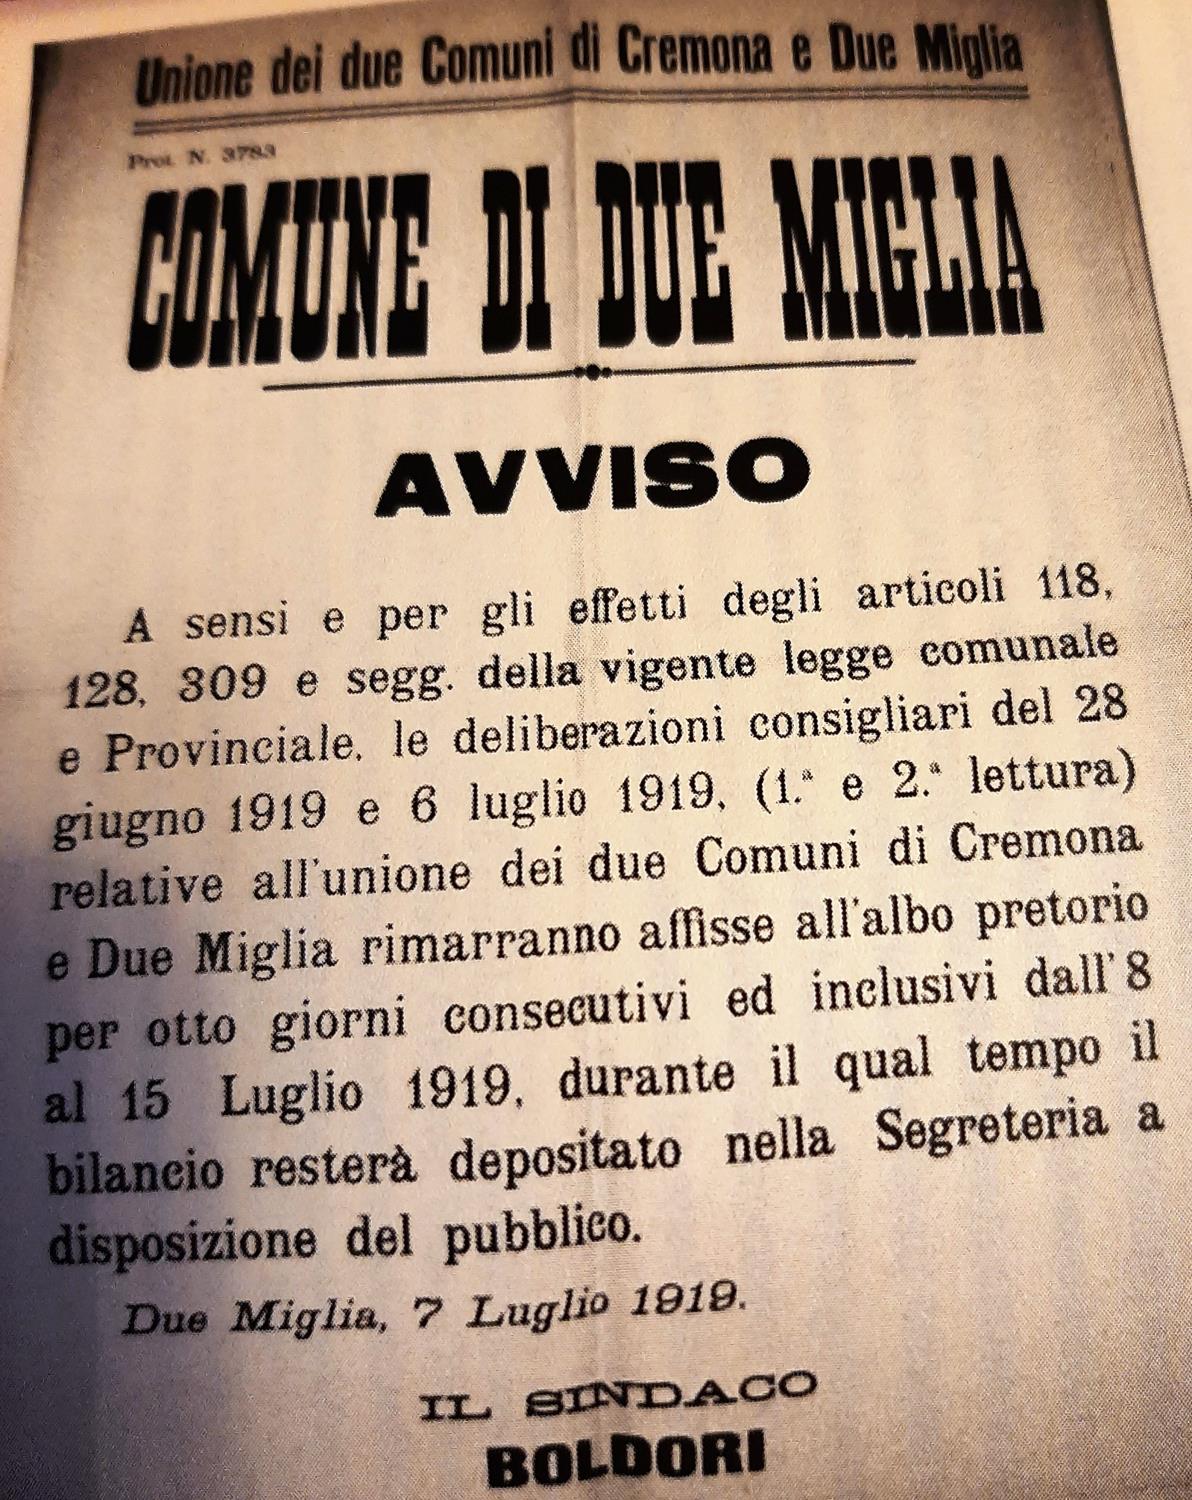 Unione dei due Comuni di Cremona e Due Miglia
Prot. N. 3783
COMUNE DI DUE MIGLIA
AVVISO
A sensi e per gli effetti degli articoli 118,
128, 309 e segg. della vigente legge comunale
e Provinciale, le deliberazioni consigliari del 28
giugno 1919 e 6 luglio 1919, (1.ª e 2.ª lettura)
relative all'unione dei due Comuni di Cremona
e Due Miglia rimarranno affisse all'albo pretorio
per otto giorni consecutivi ed inclusivi dall'8
al 15 Luglio 1919, durante il qual tempo il
bilancio resterà depositato nella Segreteria a
disposizione del pubblico.
Due Miglia, 7 Luglio 1919.
IL SINDACO
BOLDORI